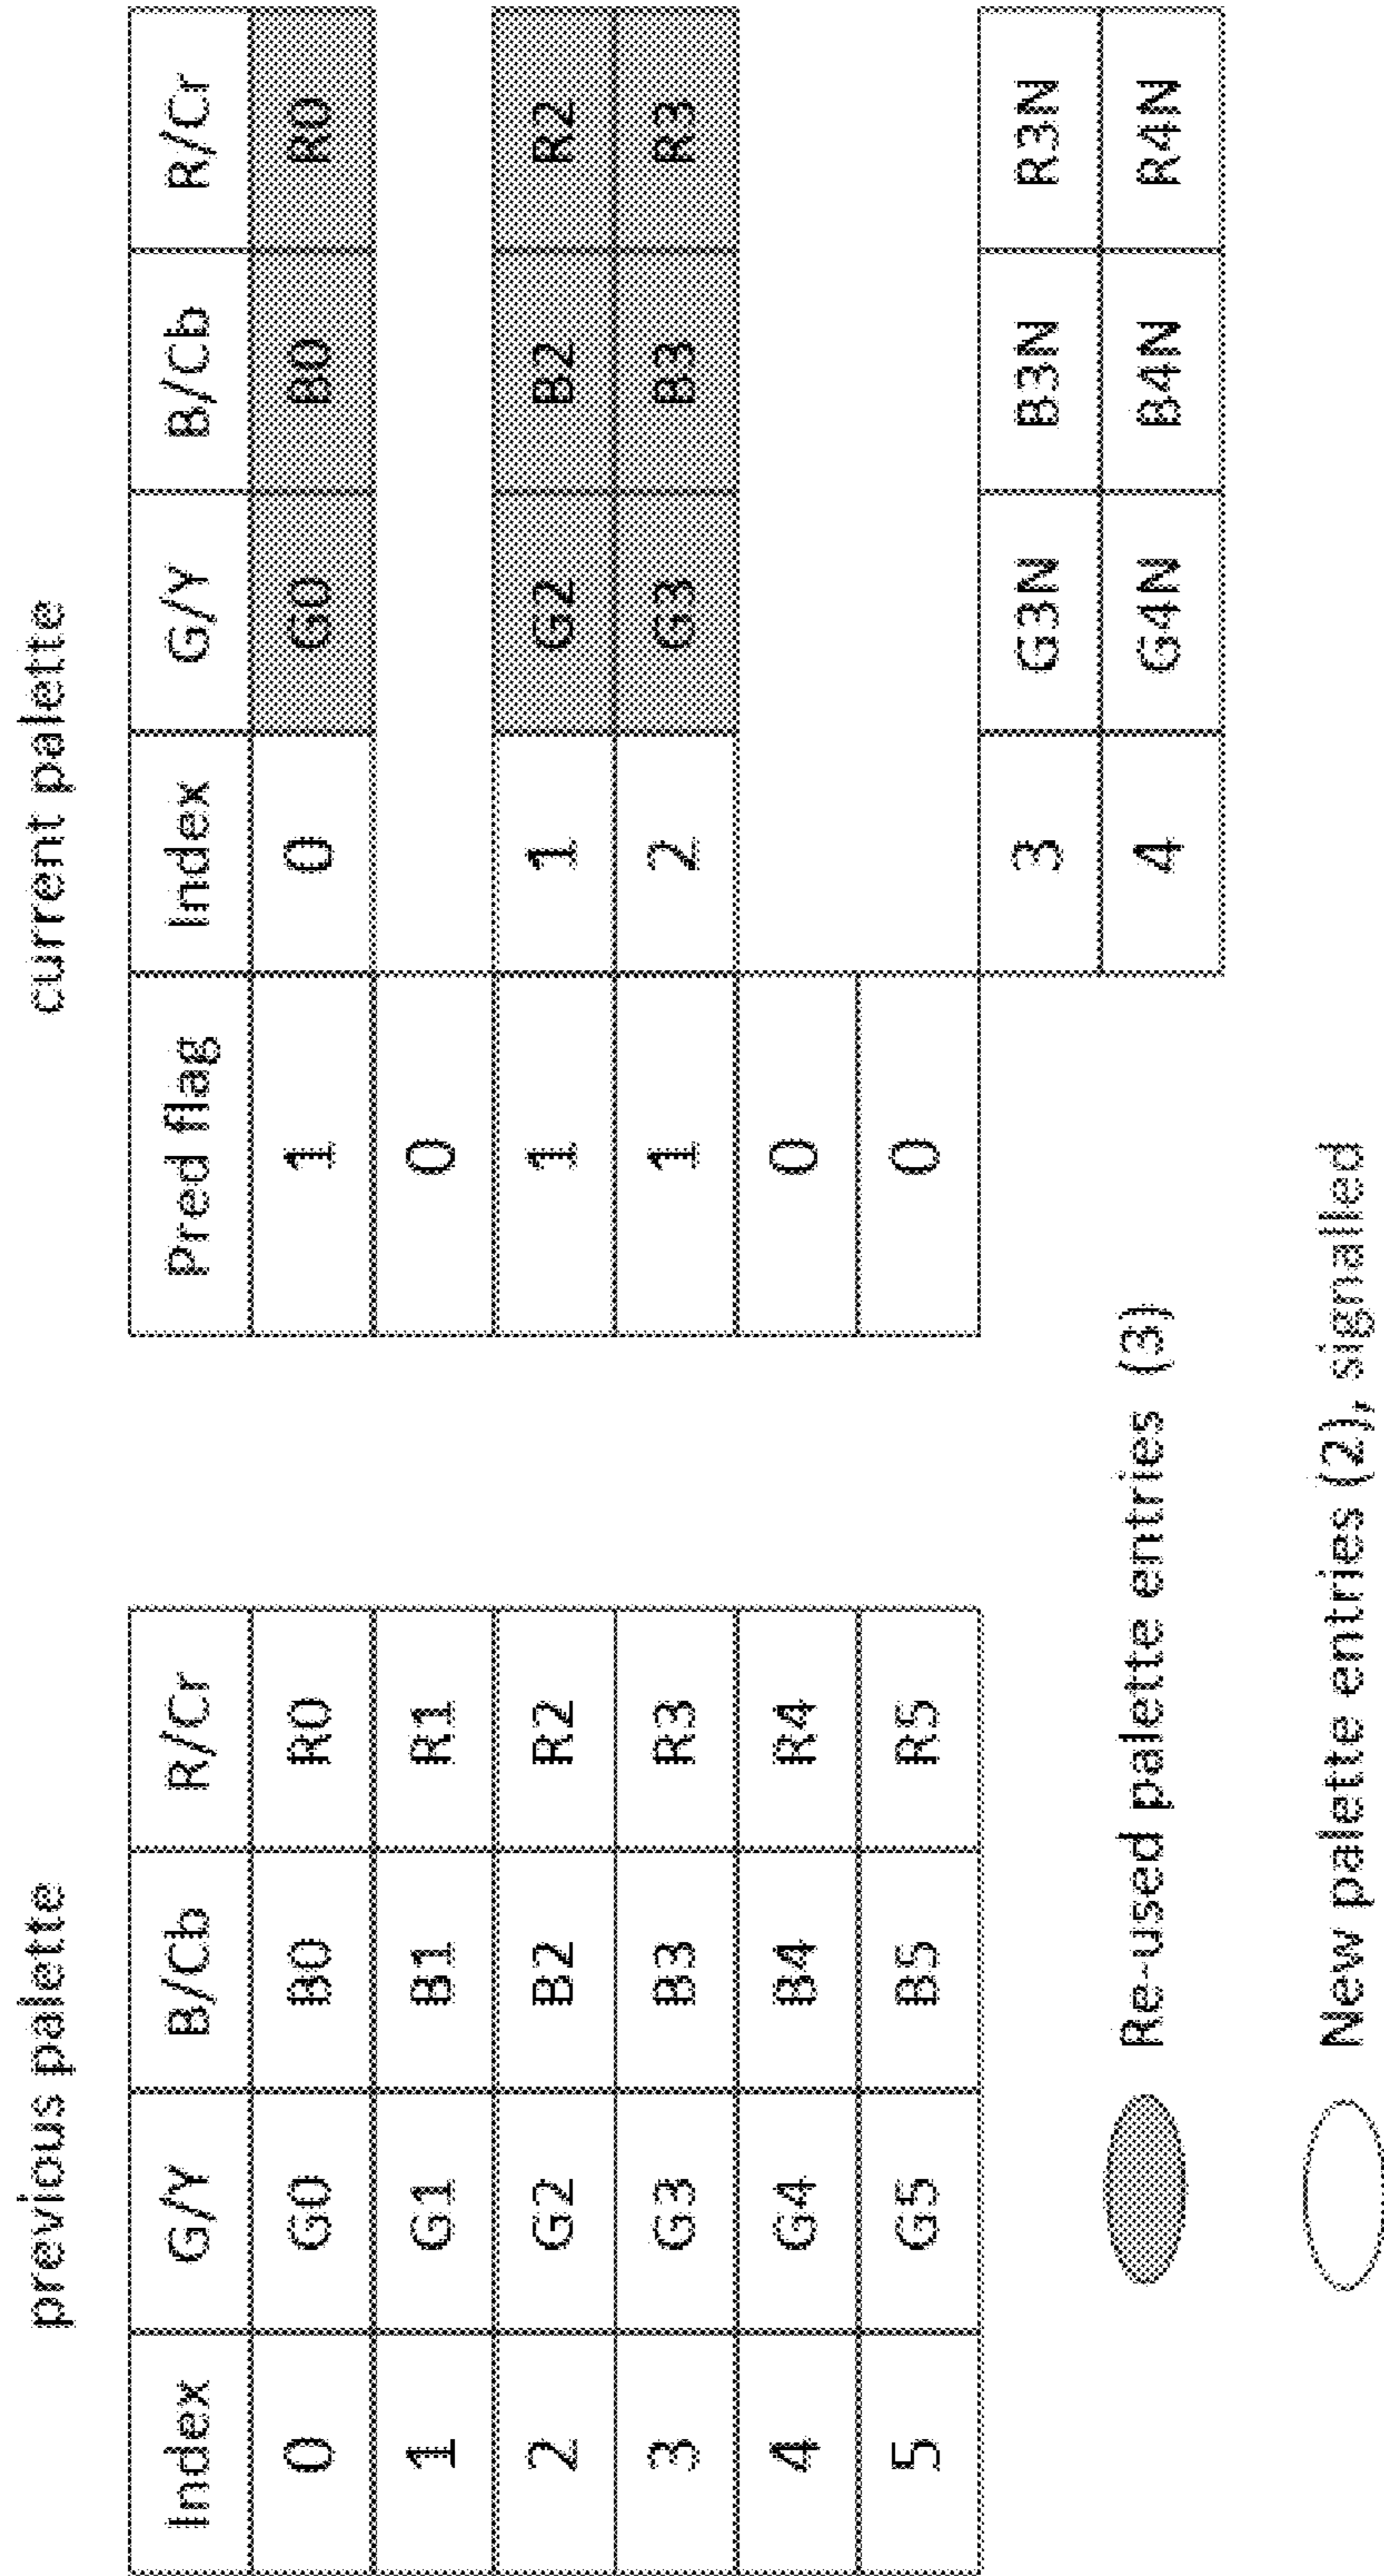 previous palette current palette
Index G/Y B/Cb R/Cr Pred flag Index G/Y B/Cb R/Cr
0 G0 B0 R0 1 0 G0 B0 R0
1 G1 B1 R1 0
2 G2 B2 R2 1 1 G2 B2 R2
3 G3 B3 R3 1 2 G3 B3 R3
4 G4 B4 R4 0
5 G5 B5 R5 0
3 G3N B3N R3N
4 G4N B4N R4N
Re-used palette entries (3)
New palette entries (2), signalled